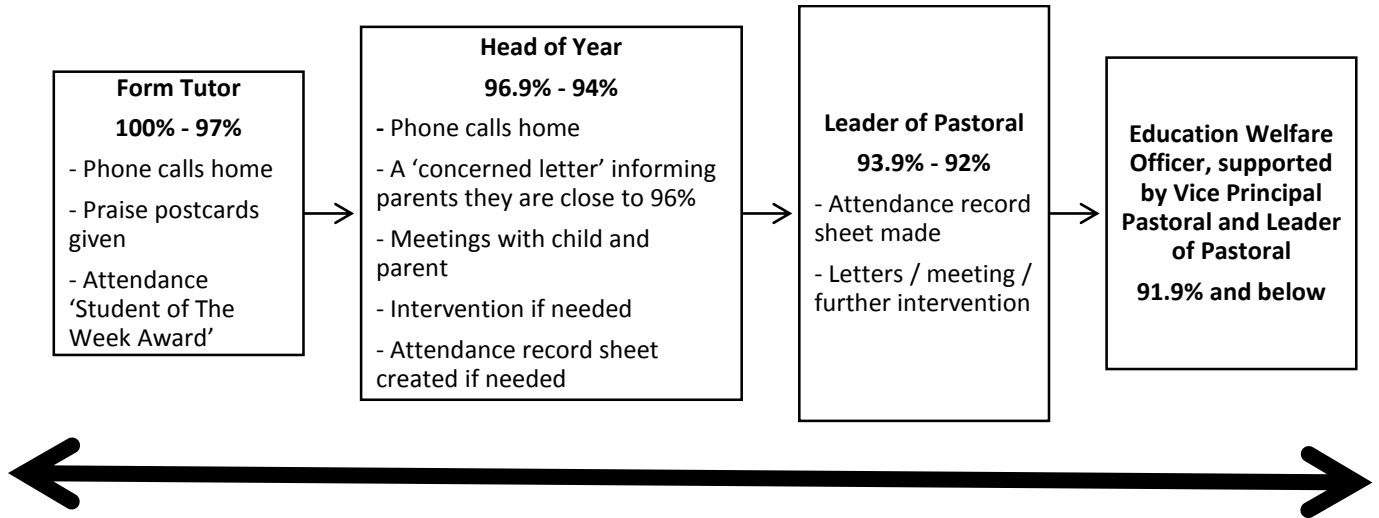 Form Tutor
100% - 97%
- Phone calls home
- Praise postcards
given
- Attendance
‘Student of The
Week Award’
Head of Year
96.9% - 94%
- Phone calls home
- A ‘concerned letter’ informing
parents they are close to 96%
- Meetings with child and
parent
- Intervention if needed
- Attendance record sheet
created if needed
Leader of Pastoral
93.9% - 92%
- Attendance record
sheet made
- Letters / meeting /
further intervention
Education Welfare
Officer, supported
by Vice Principal
Pastoral and Leader
of Pastoral
91.9% and below